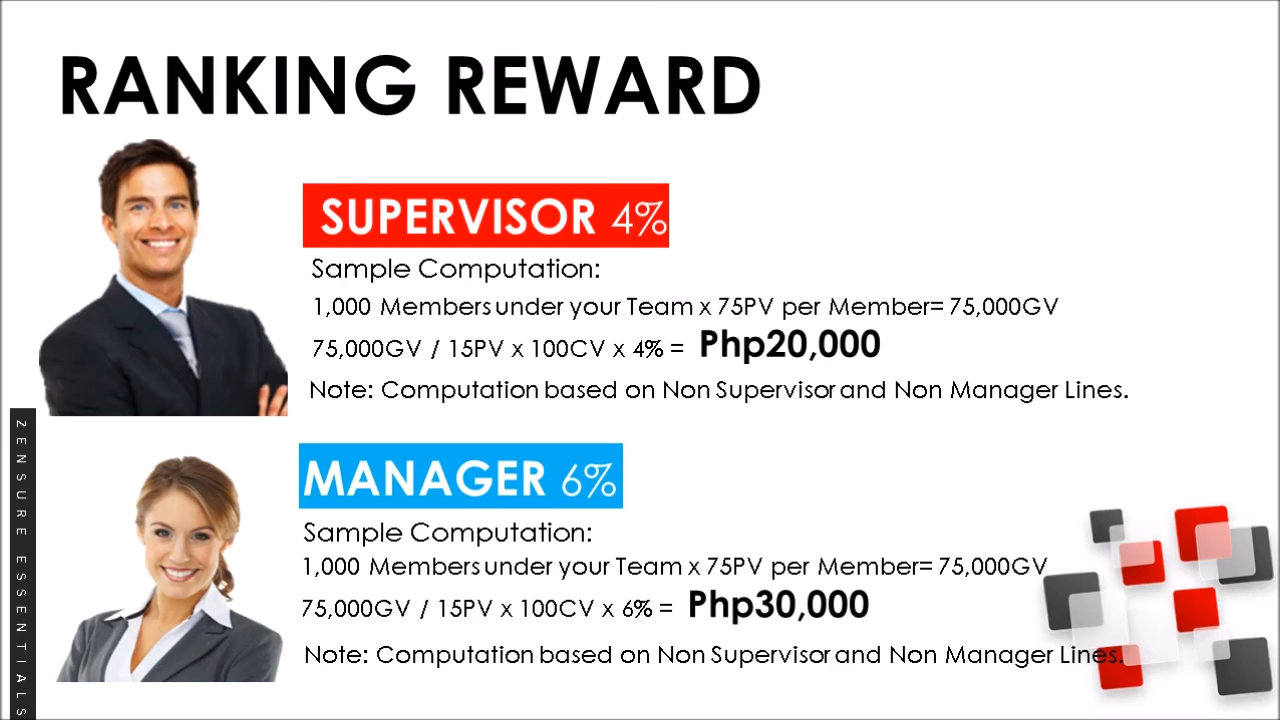 RANKING REWARD
SUPERVISOR 4%
Sample Computation:
1,000 Members under your Team x 75PV per Member= 75,000GV
75,000GV / 15PV x 100CV x 4% = Php20,000
Note: Computation based on Non Supervisor and Non Manager Lines.
MANAGER 6%
Sample Computation:
1,000 Members under your Team x 75PV per Member= 75,000GV
75,000GV / 15PV x 100CV x 6% = Php30,000
Note: Computation based on Non Supervisor and Non Manager Lines.
ZENSURE ESSENTIALS